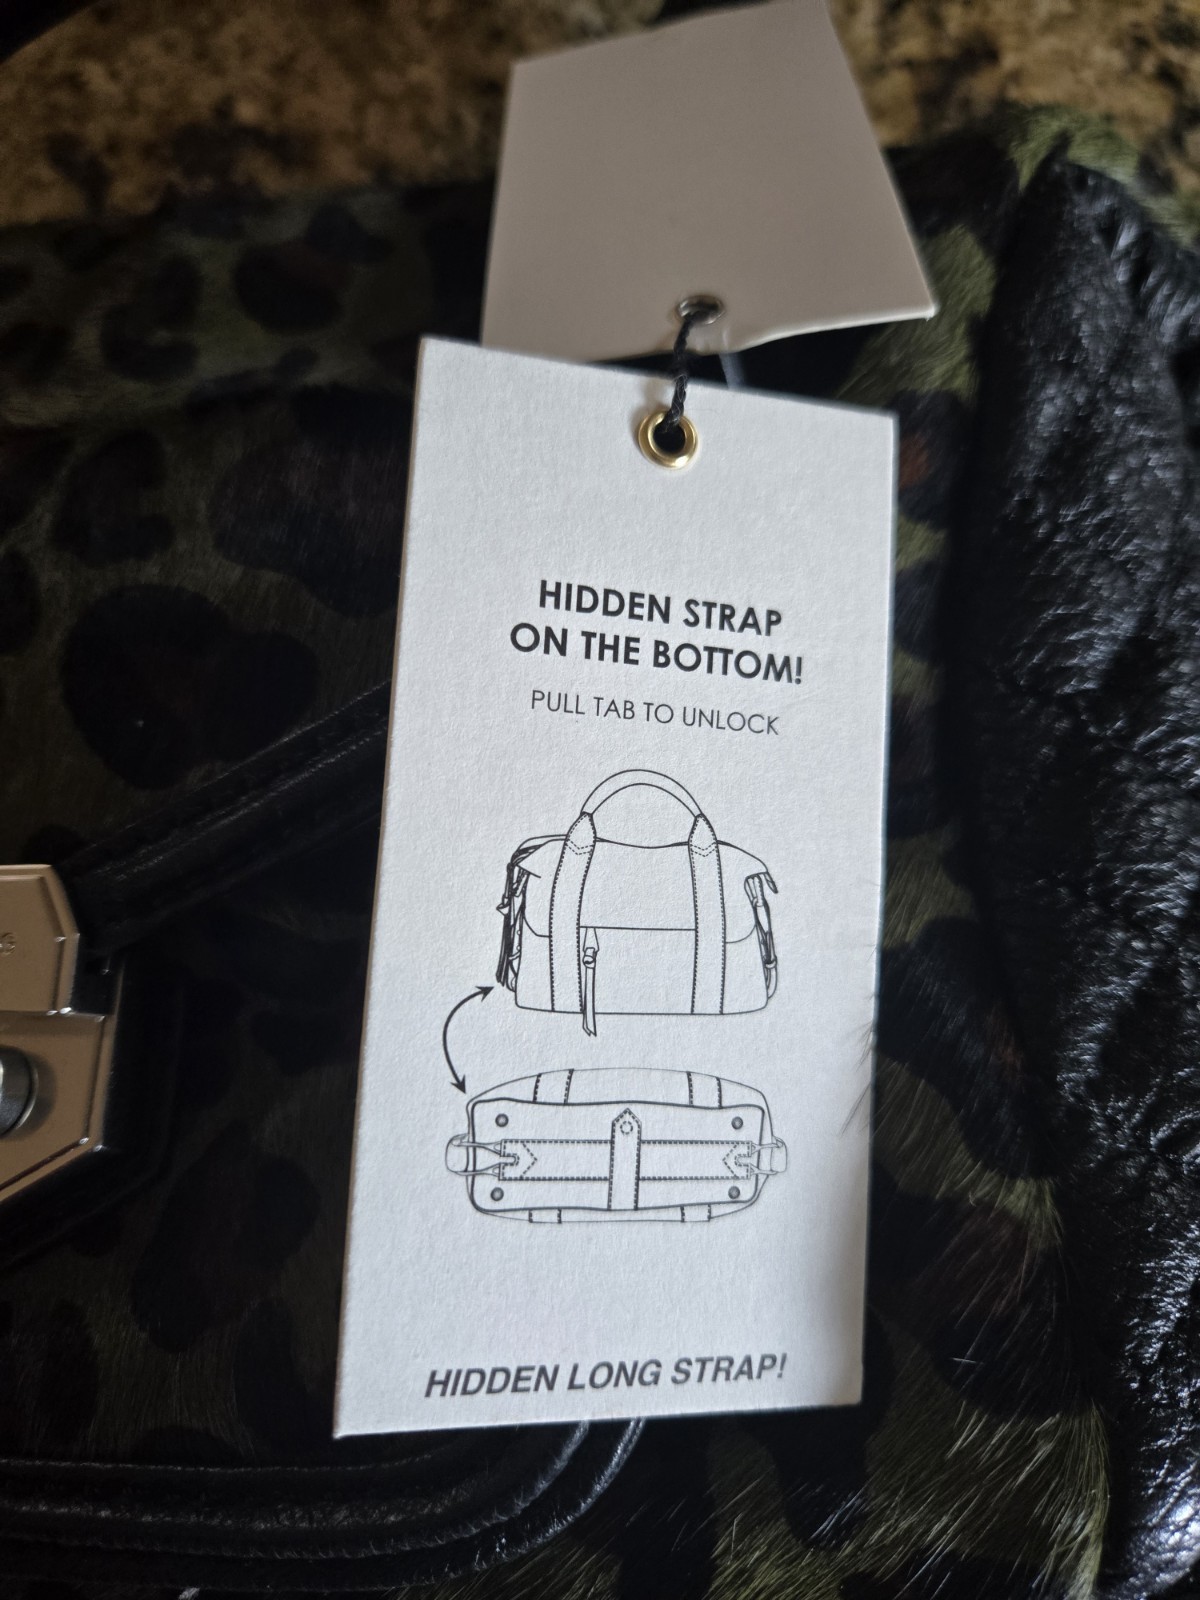 HIDDEN STRAP
ON THE BOTTOM!
PULL TAB TO UNLOCK
HIDDEN LONG STRAP!